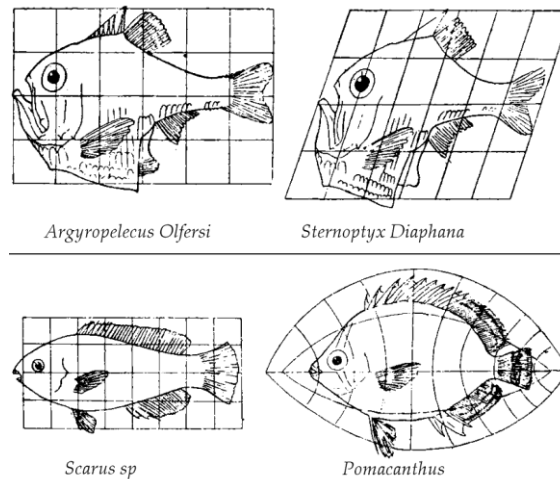 Argyropelecus Olfersi
Sternoptyx Diaphana
Scarus sp
Pomacanthus